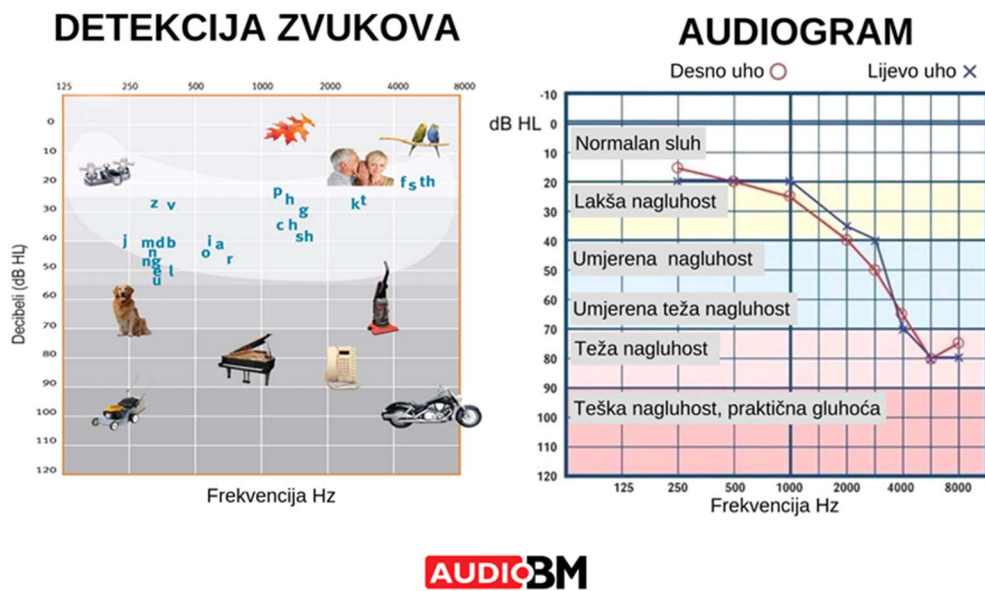 DETEKCIJA ZVUKOVA
125 250 500 1000 2000 4000 8000
Decibeli (dB HL)
0
10
20
30
40
50
60
70
80
90
100
110
120
f s th
p h
g
k t
z v
c h
sh
j
m d b
n
n g
e l
u
i a
o
r
Frekvencija Hz
AUDIOGRAM
Desno uho
Lijevo uho
dB HL
-10
0
10
20
30
40
50
60
70
80
90
100
110
120
Normalan sluh
Lakša nagluhost
Umjerena nagluhost
Umjerena teža nagluhost
Teža nagluhost
Teška nagluhost, praktična gluhoća
125 250 500 1000 2000 4000 8000
Frekvencija Hz
AUDIOBM